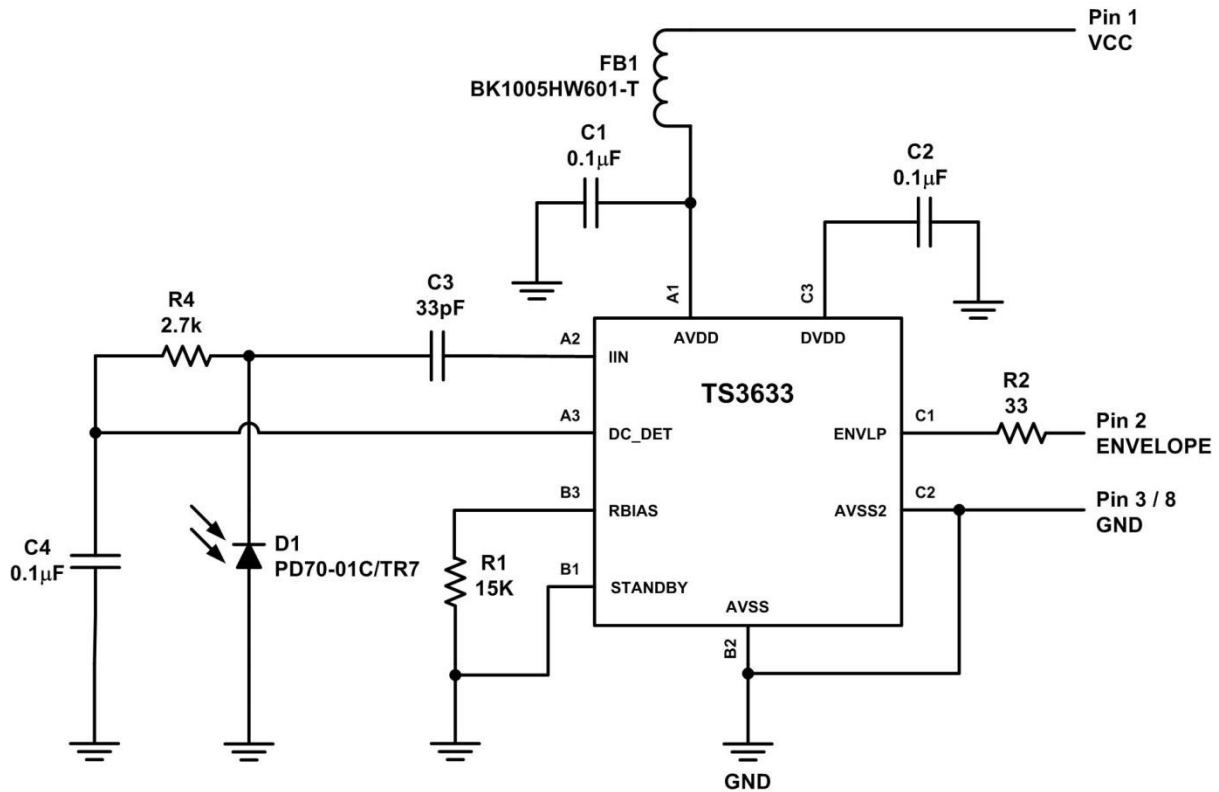 Pin 1
VCC
FB1
BK1005HW601-T
C1
0.1µF
C2
0.1µF
A1
C3
R4
2.7k
C3
33pF
A2
IIN
AVDD
DVDD
TS3633
R2
33
A3
DC_DET
C1
ENVLP
Pin 2
ENVELOPE
B3
RBIAS
C2
AVSS2
Pin 3 / 8
GND
C4
0.1µF
D1
PD70-01C/TR7
R1
15K
B1
STANDBY
AVSS
B2
GND